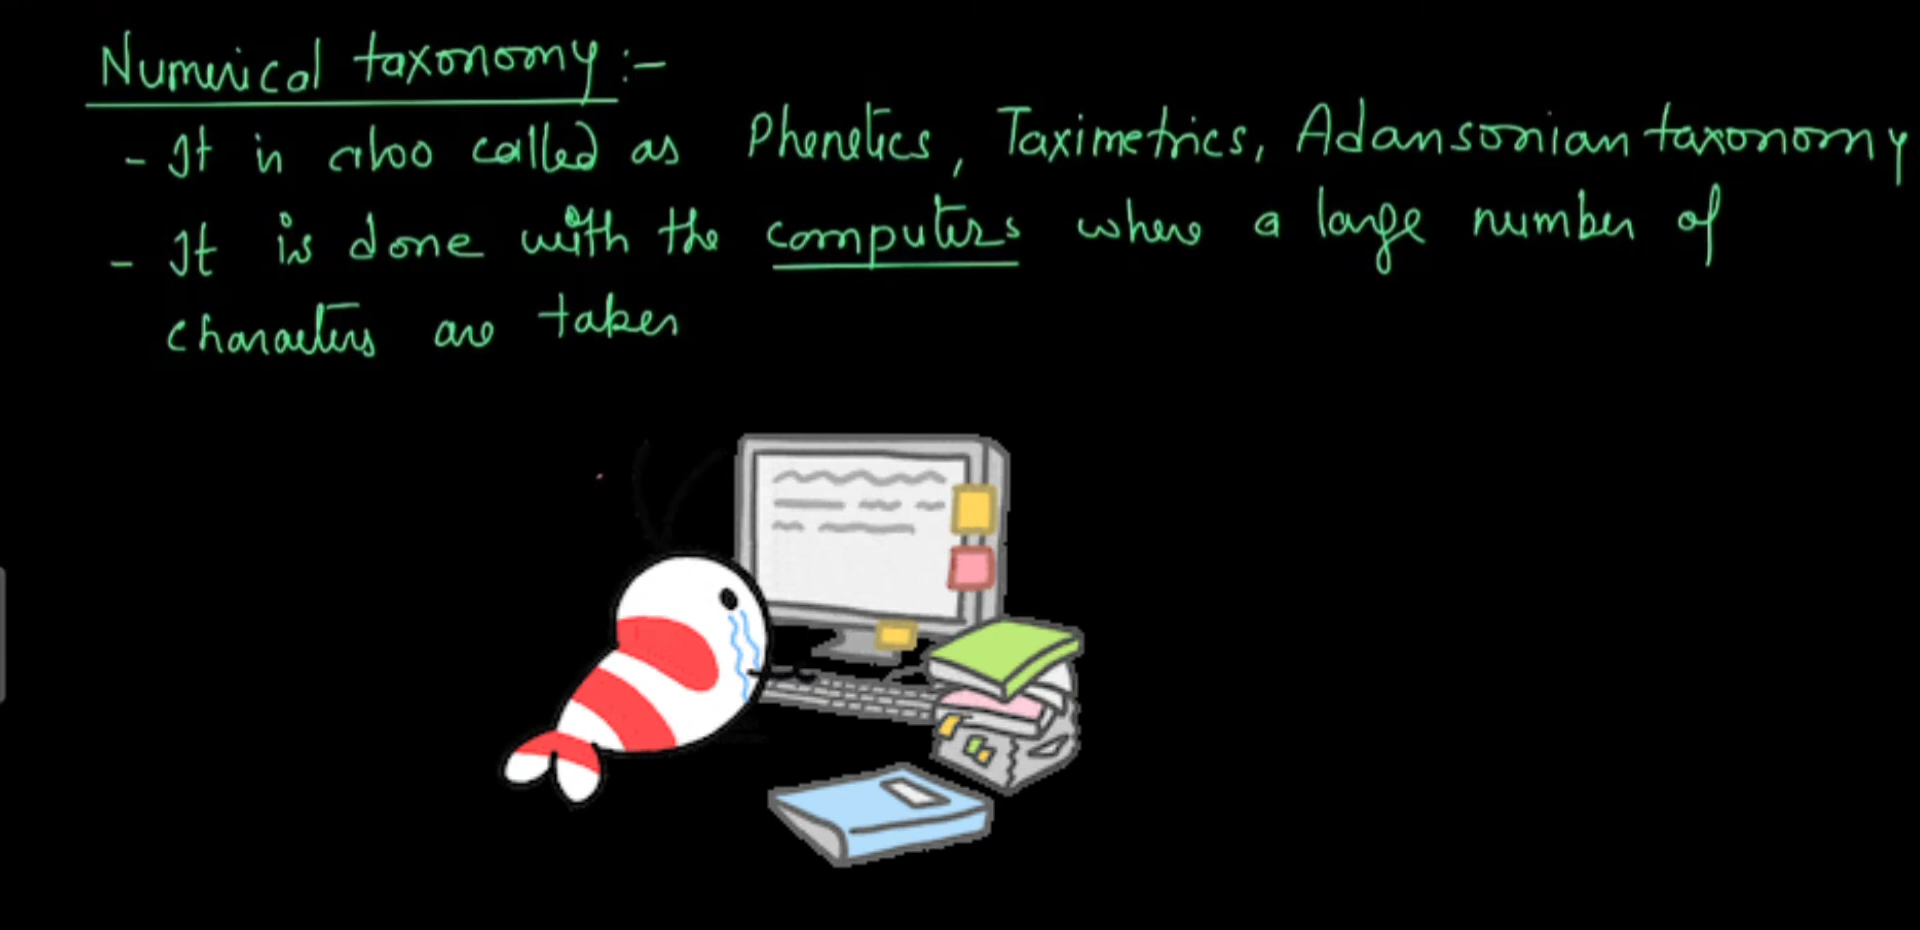 Numerical taxonomy :-
- It is also called as Phenetics, Taximetrics, Adansonian taxonomy
- It is done with the computers where a large number of
characters are taken